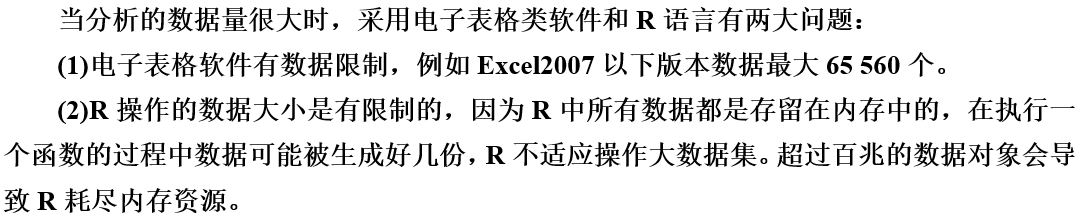 当分析的数据量很大时，采用电子表格类软件和 R 语言有两大问题：
(1)电子表格软件有数据限制，例如 Excel2007 以下版本数据最大 65 560 个。
(2)R 操作的数据大小是有限制的，因为 R 中所有数据都是存留在内存中的，在执行一
个函数的过程中数据可能被生成好几份，R 不适应操作大数据集。超过百兆的数据对象会导
致 R 耗尽内存资源。